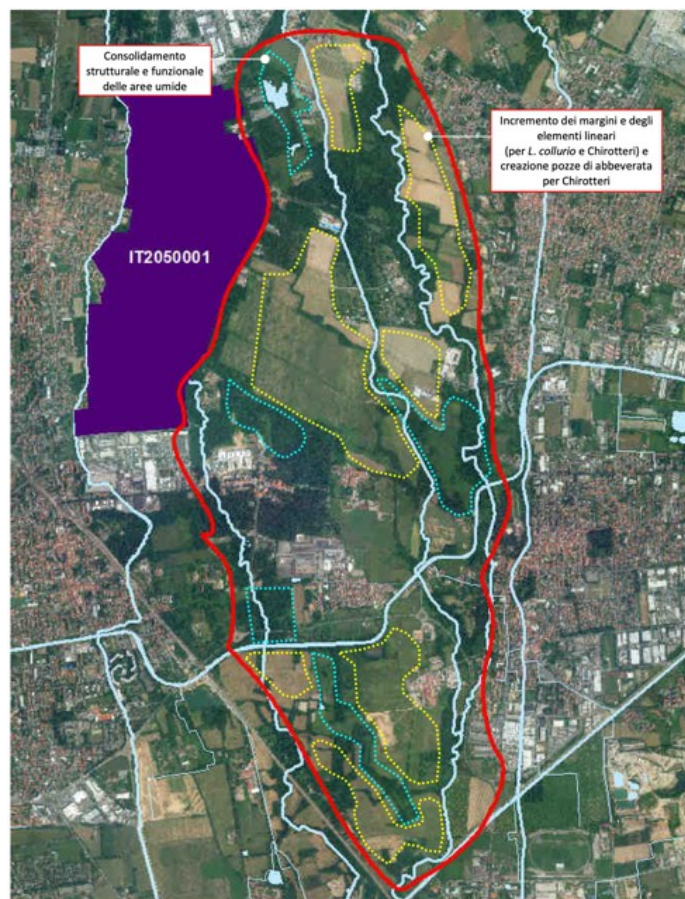 Consolidamento
strutturale e funzionale
delle aree umide
Incremento dei margini e degli
elementi lineari
(per L. collurio e Chirotteri) e
creazione pozze di abbeverata
per Chirotteri
IT2050001